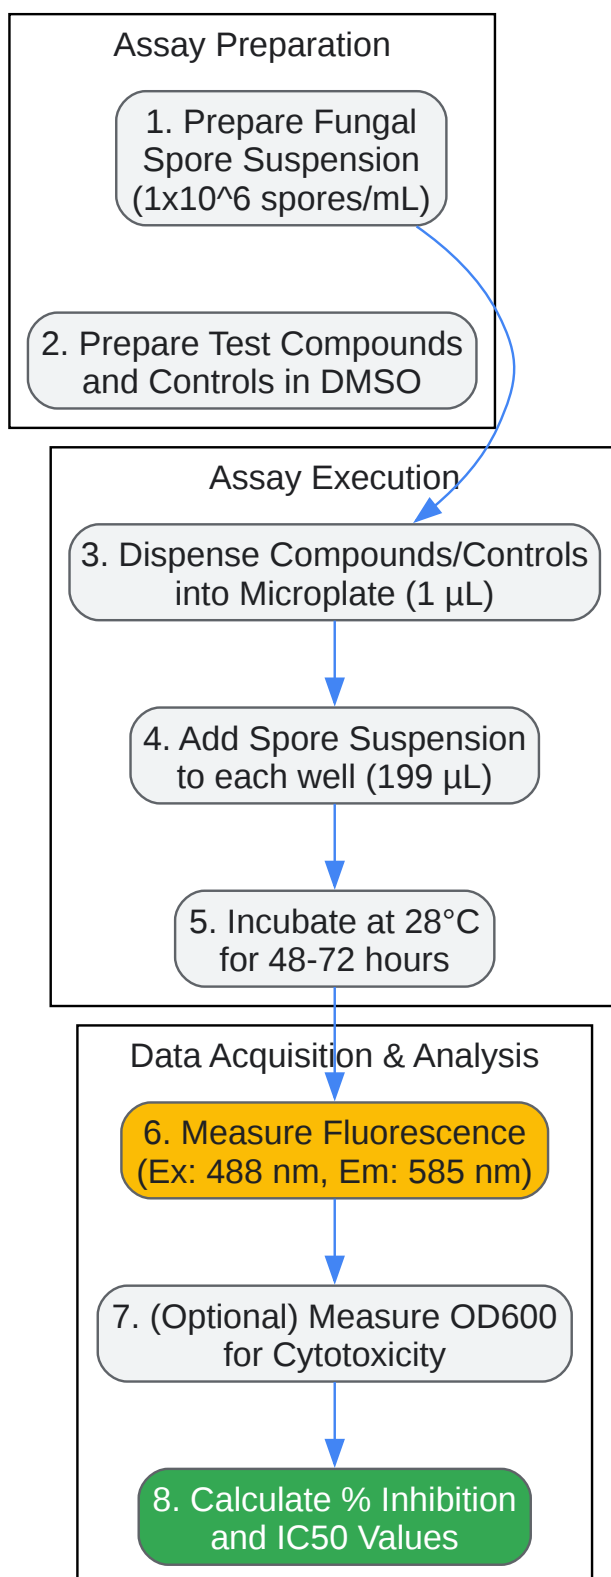 Assay Preparation
1. Prepare Fungal
Spore Suspension
(1x10^6 spores/mL)
2. Prepare Test Compounds
and Controls in DMSO
Assay Execution
3. Dispense Compounds/Controls
into Microplate (1 µL)
4. Add Spore Suspension
to each well (199 µL)
5. Incubate at 28°C
for 48-72 hours
Data Acquisition & Analysis
6. Measure Fluorescence
(Ex: 488 nm, Em: 585 nm)
7. (Optional) Measure OD600
for Cytotoxicity
8. Calculate % Inhibition
and IC50 Values